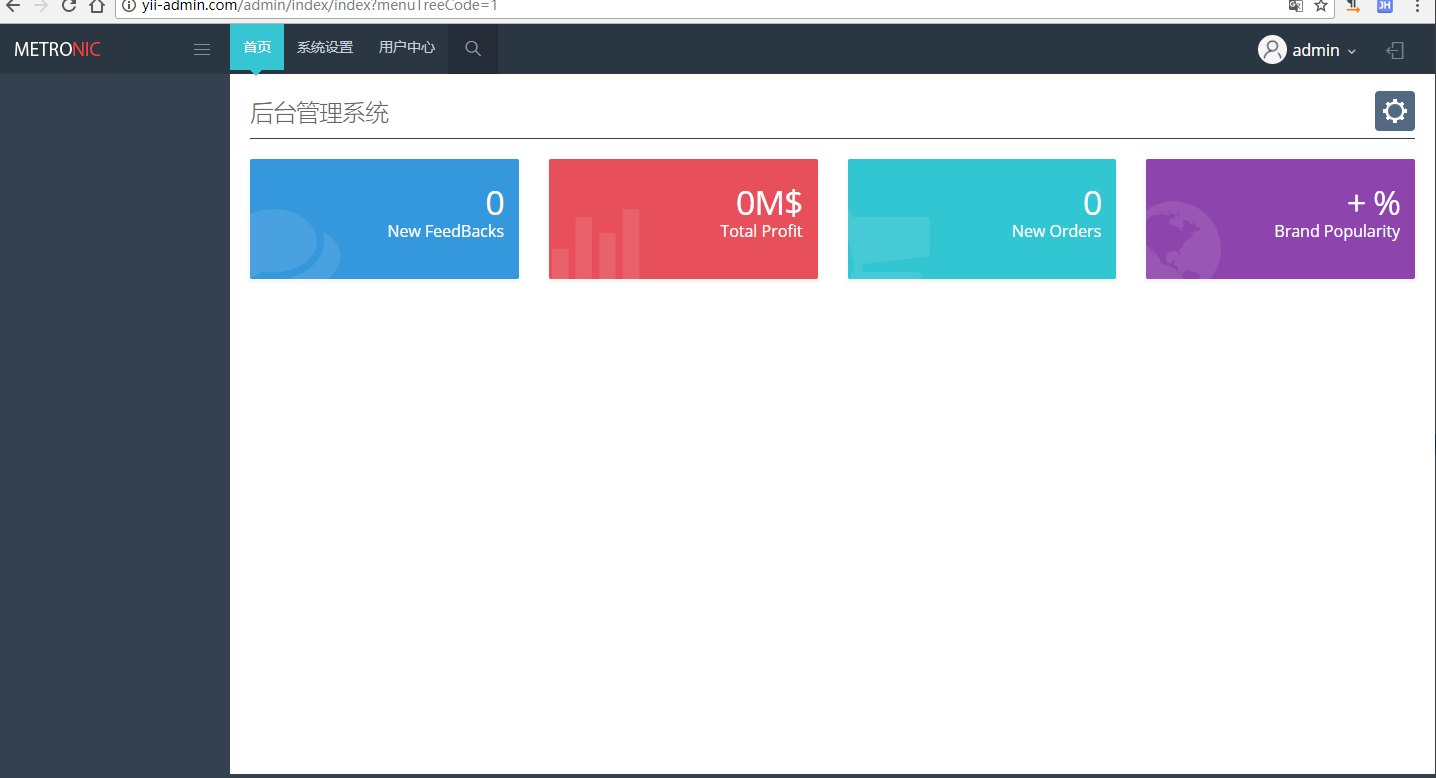 yii-admin.com/admin/index/index?menuTreeCode=1
JH
METRONIC
首页 系统设置 用户中心
admin
后台管理系统
0
New FeedBacks
0M$
Total Profit
0
New Orders
+ %
Brand Popularity